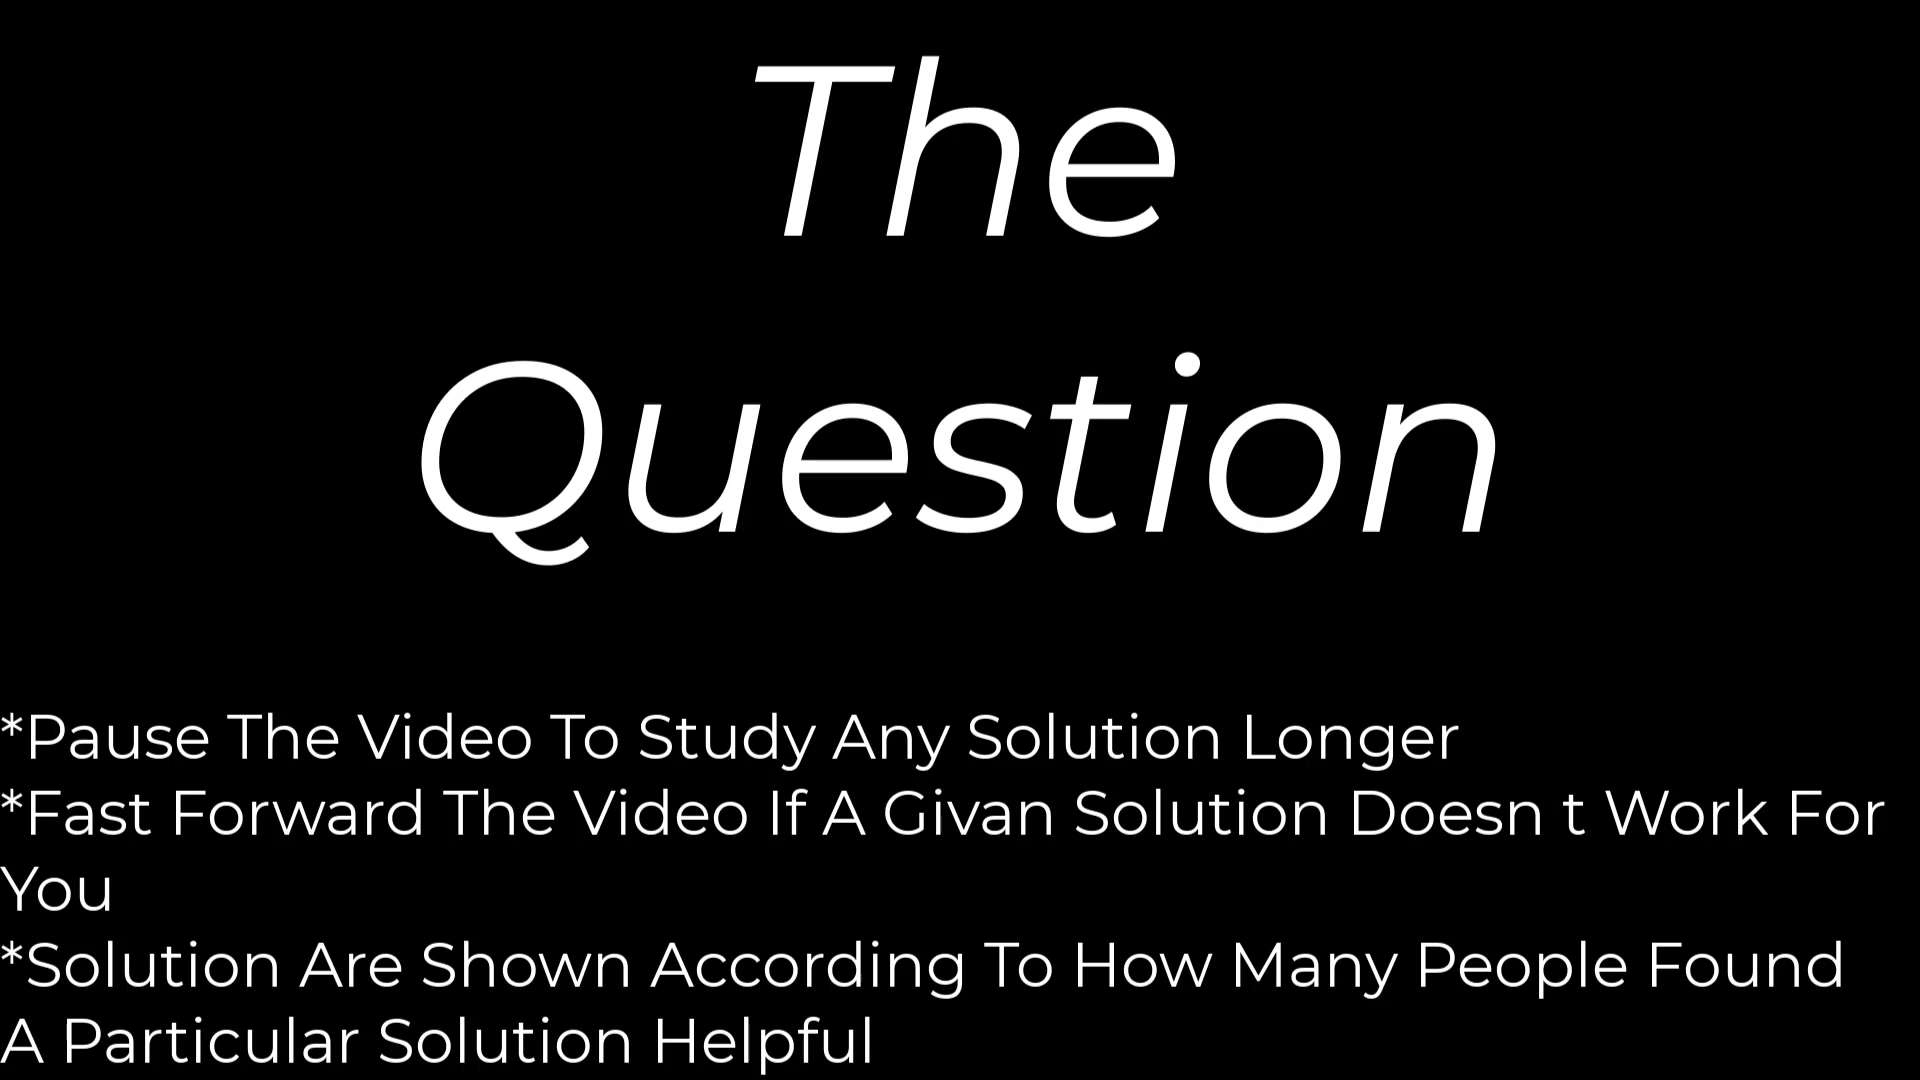 The
Question
*Pause The Video To Study Any Solution Longer
*Fast Forward The Video If A Givan Solution Doesn t Work For
You
*Solution Are Shown According To How Many People Found
A Particular Solution Helpful